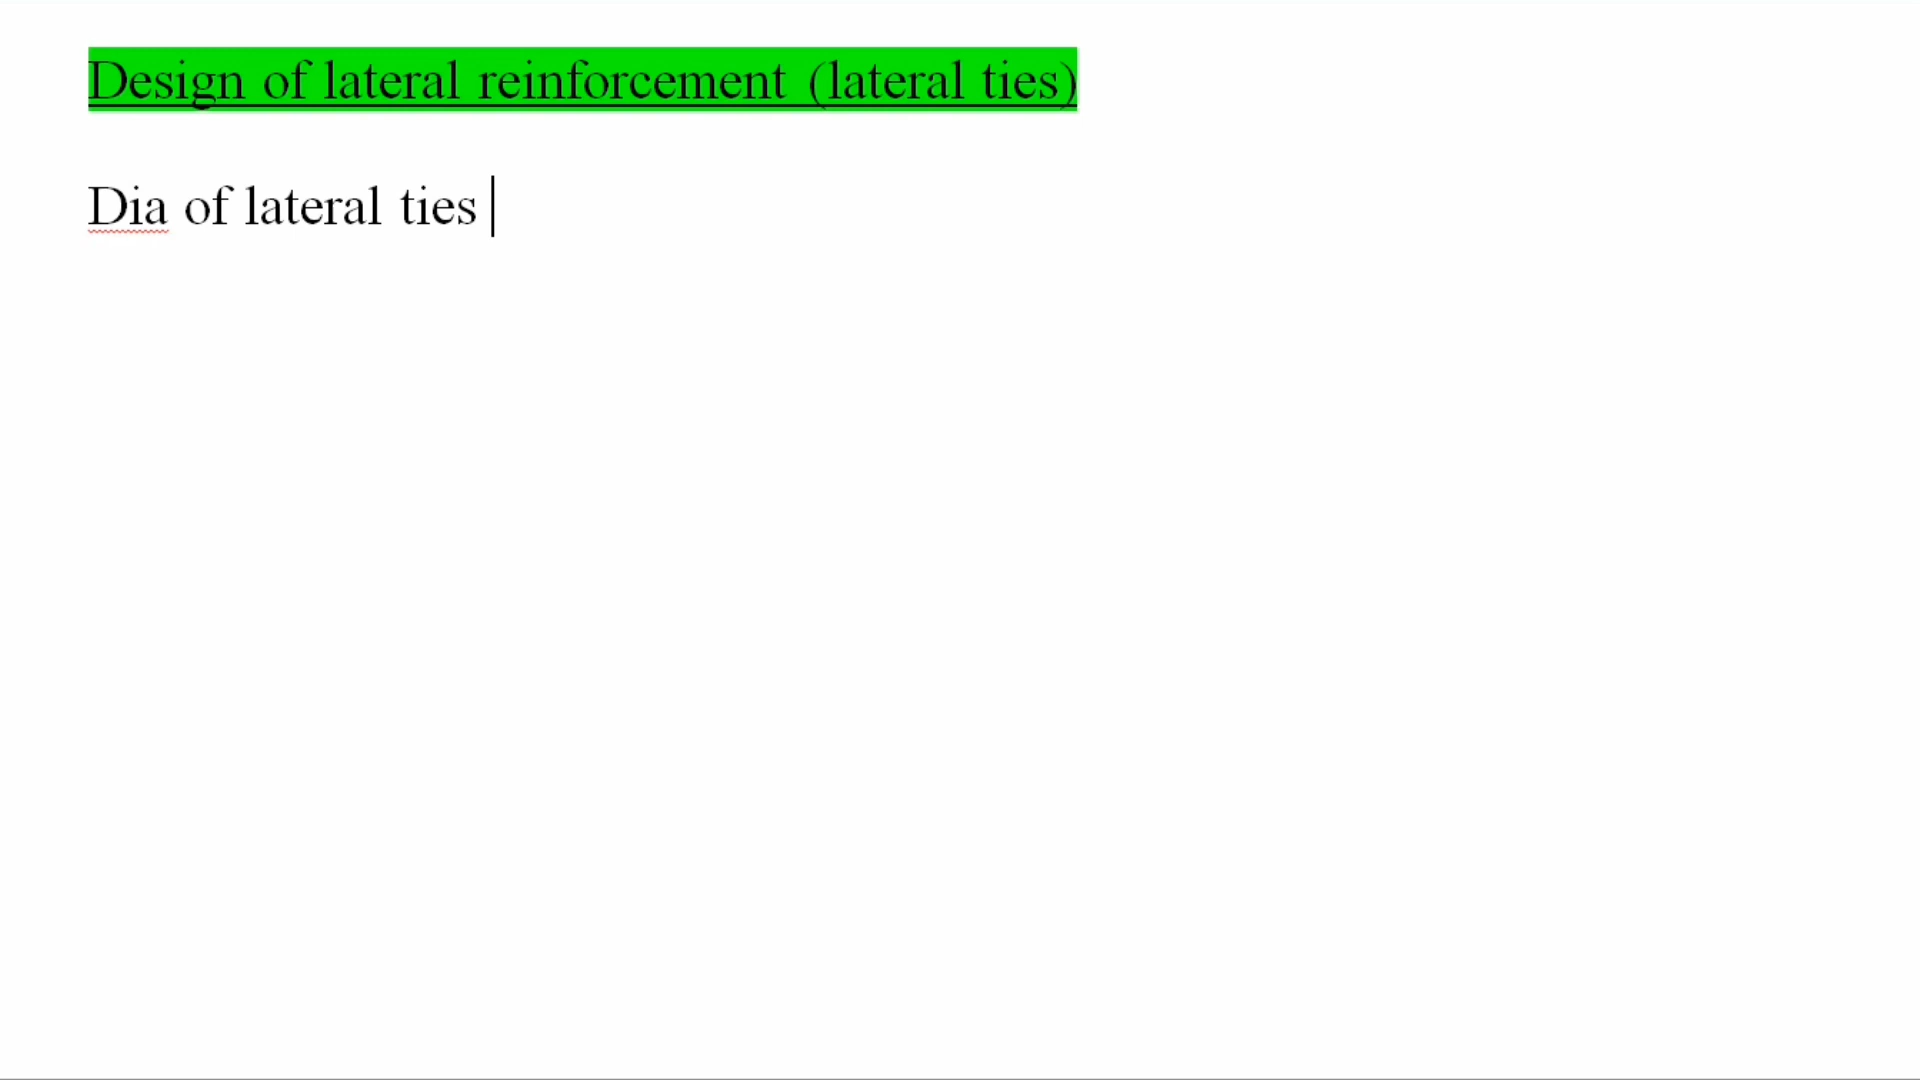 Design of lateral reinforcement (lateral ties)
Dia of lateral ties